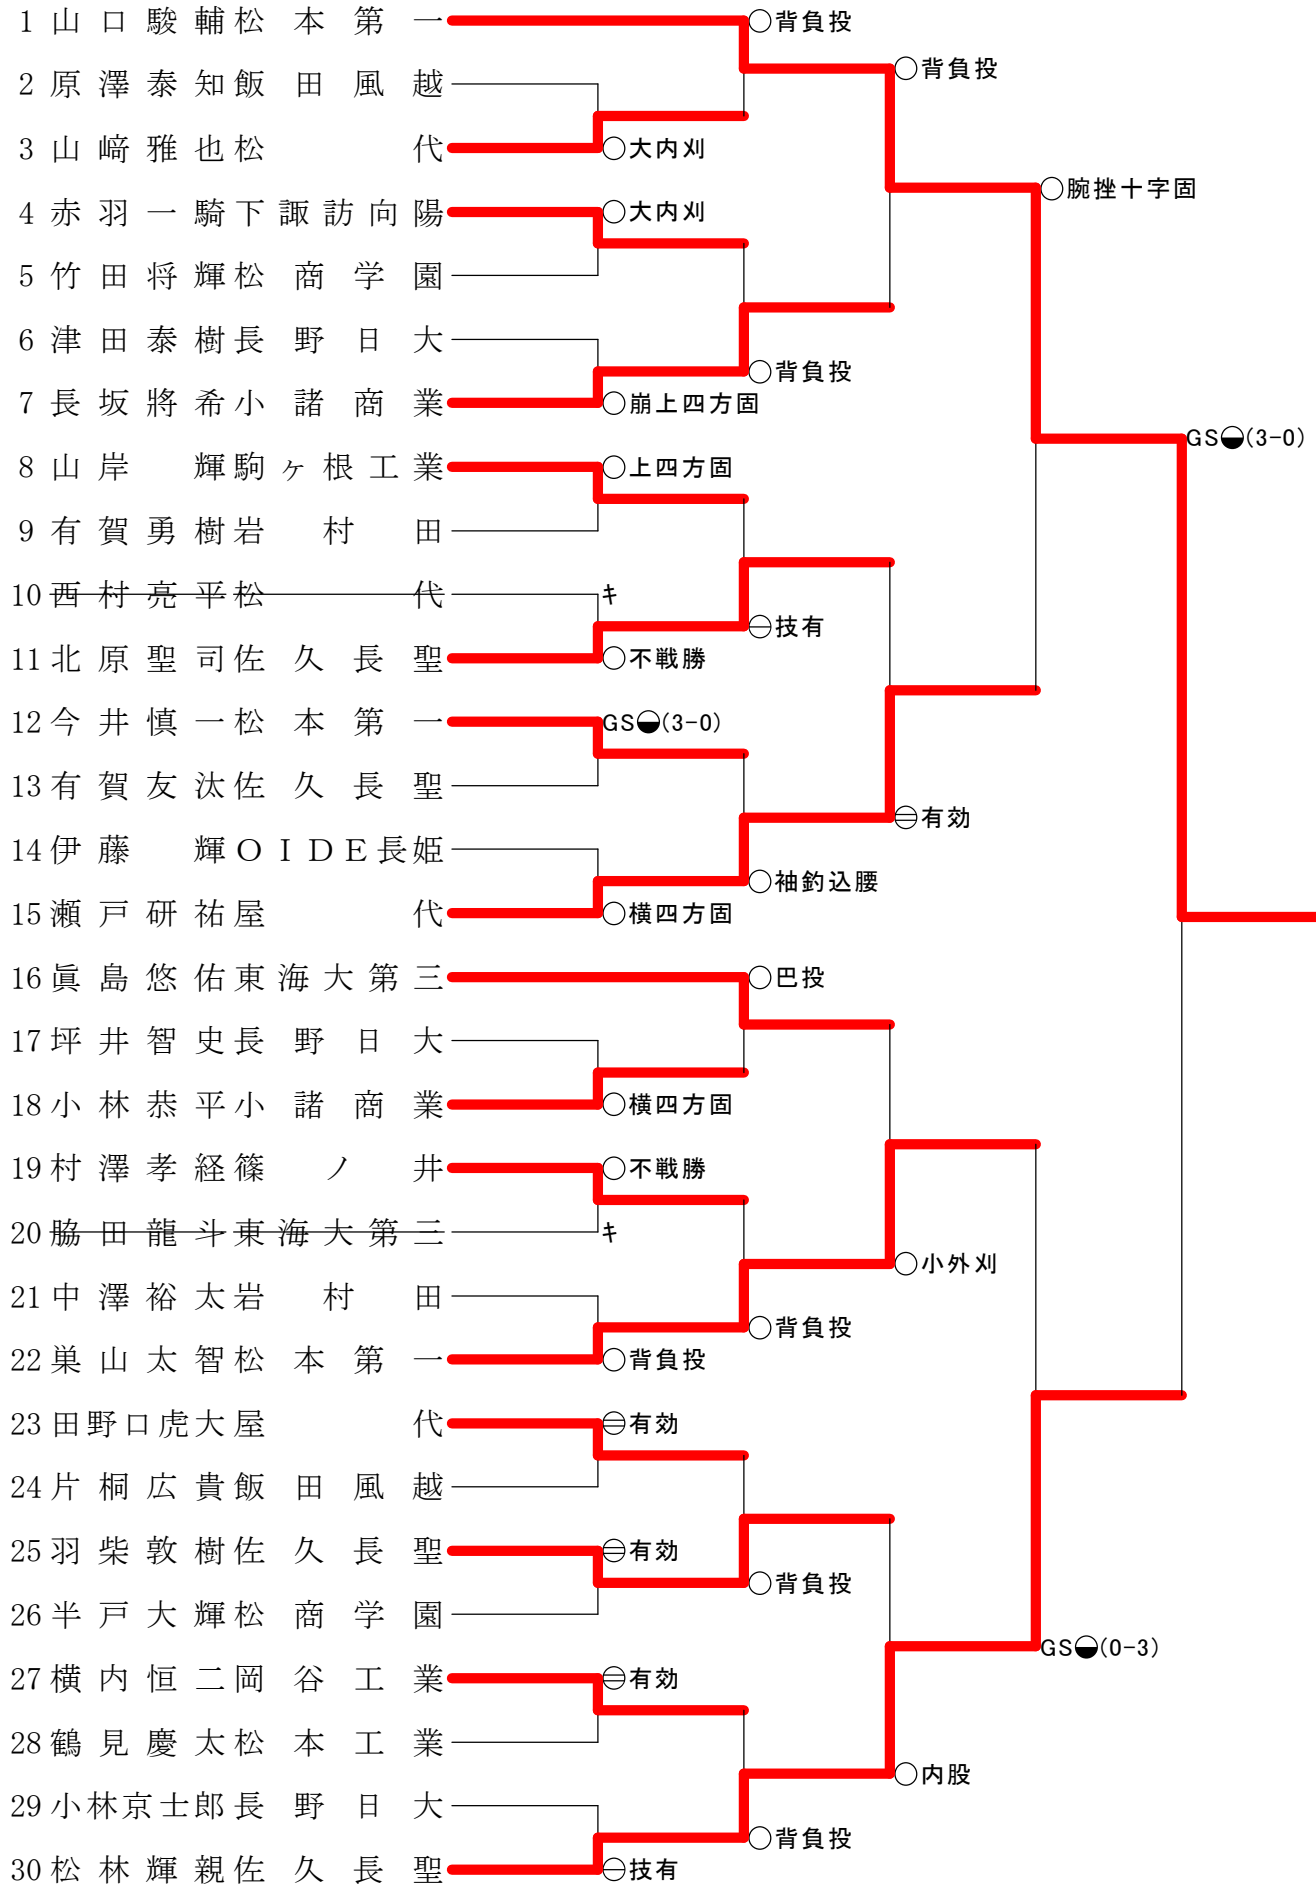 1 山口駿輔 松本第一 ○背負投
○背負投
2 原澤泰知 飯田風越
3 山﨑雅也 松代 ○大内刈
○腕挫十字固
4 赤羽一騎 下諏訪向陽 ○大内刈
5 竹田将輝 松商学園
6 津田泰樹 長野日大
○背負投
7 長坂將希 小諸商業 ○崩上四方固
GS(3-0)
8 山岸輝 駒ヶ根工業 ○上四方固
9 有賀勇樹 岩村田
10 西村亮平 松代 キ
○技有
11 北原聖司 佐久長聖 ○不戦勝
12 今井慎一 松本第一 GS(3-0)
13 有賀友汰 佐久長聖
有効
14 伊藤輝 OIDE長姫
○袖釣込腰
15 瀬戸研祐 屋代 ○横四方固
16 眞島悠佑 東海大第三 ○巴投
17 坪井智史 長野日大
18 小林恭平 小諸商業 ○横四方固
19 村澤孝経 篠ノ井 ○不戦勝
20 脇田龍斗 東海大第三 キ
○小外刈
21 中澤裕太 岩村田
○背負投
22 巣山太智 松本第一 ○背負投
23 田野口虎大 屋代 有効
24 片桐広貴 飯田風越
25 羽柴敦樹 佐久長聖 有効
○背負投
26 半戸大輝 松商学園
GS(0-3)
27 横内恒二 岡谷工業 有効
28 鶴見慶太 松本工業
○内股
29 小林京士郎 長野日大
○背負投
30 松林輝親 佐久長聖 技有